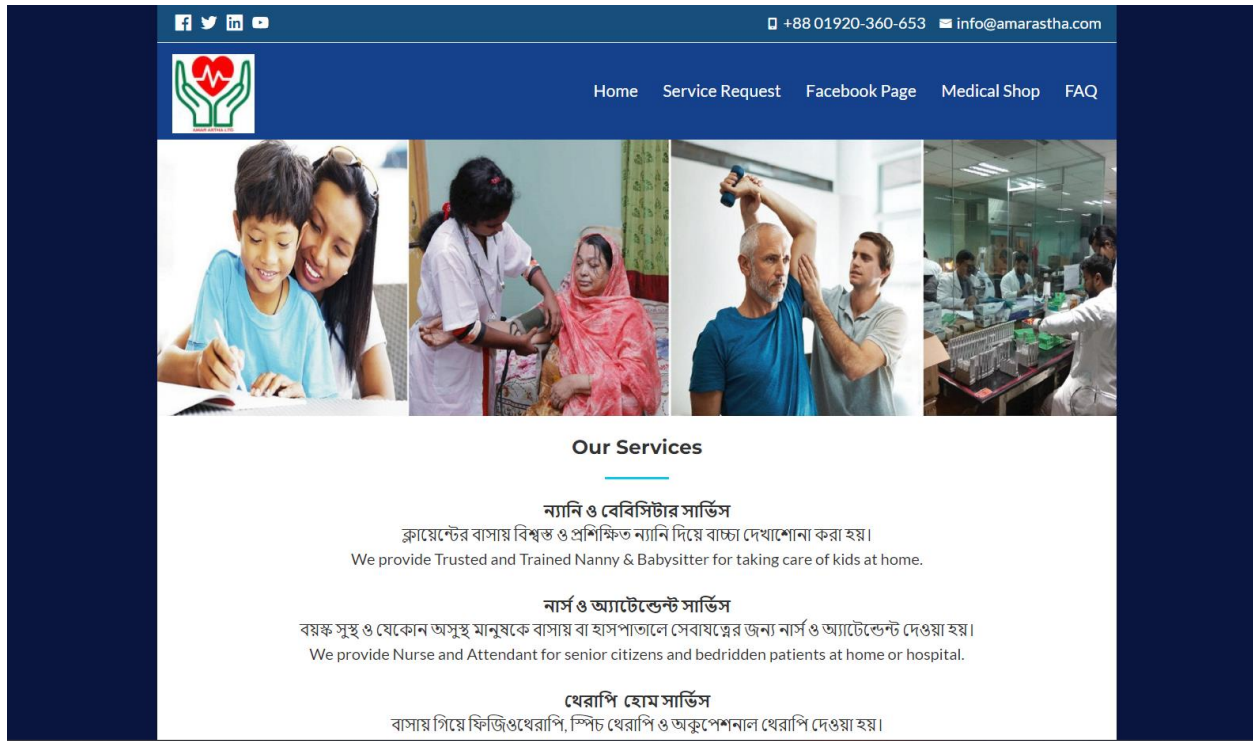 +88 01920-360-653 info@amarastha.com
AMAR ASTHA LTD.
Home Service Request Facebook Page Medical Shop FAQ
Our Services
ন্যানি ও বেবিসিটার সার্ভিস
ক্লায়েন্টের বাসায় বিশ্বস্ত ও প্রশিক্ষিত ন্যানি দিয়ে বাচ্চা দেখাশোনা করা হয়।
We provide Trusted and Trained Nanny & Babysitter for taking care of kids at home.
নার্স ও অ্যাটেন্ডেন্ট সার্ভিস
বয়স্ক সুস্থ ও যেকোন অসুস্থ মানুষকে বাসায় বা হাসপাতালে সেবাযত্নের জন্য নার্স ও অ্যাটেন্ডেন্ট দেওয়া হয়।
We provide Nurse and Attendant for senior citizens and bedridden patients at home or hospital.
থেরাপি হোম সার্ভিস
বাসায় গিয়ে ফিজিওথেরাপি, স্পিচ থেরাপি ও অকুপেশনাল থেরাপি দেওয়া হয়।